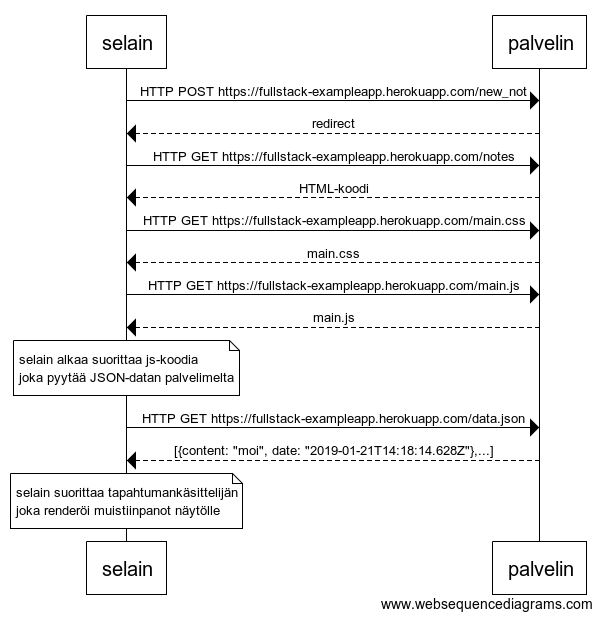 selain
palvelin
HTTP POST https://fullstack-exampleapp.herokuapp.com/new_not
redirect
HTTP GET https://fullstack-exampleapp.herokuapp.com/notes
HTML-koodi
HTTP GET https://fullstack-exampleapp.herokuapp.com/main.css
main.css
HTTP GET https://fullstack-exampleapp.herokuapp.com/main.js
main.js
selain alkaa suorittaa js-koodia
joka pyytää JSON-datan palvelimelta
HTTP GET https://fullstack-exampleapp.herokuapp.com/data.json
[{content: "moi", date: "2019-01-21T14:18:14.628Z"},...]
selain suorittaa tapahtumankäsittelijän
joka renderöi muistiinpanot näytölle
selain
palvelin
www.websequencediagrams.com